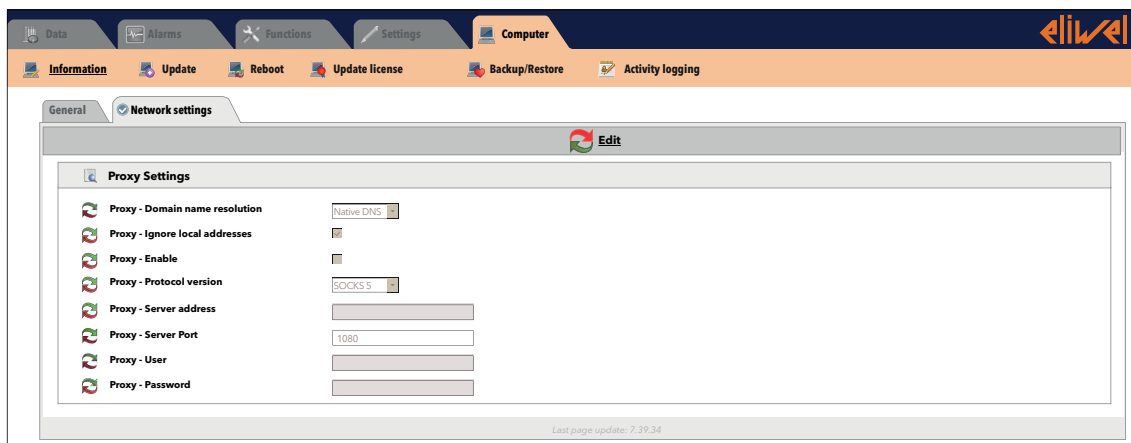 Data Alarms Functions Settings Computer eliwel
Information Update Reboot Update license Backup/Restore Activity logging
General Network settings
Edit
Proxy Settings
Proxy - Domain name resolution Native DNS
Proxy - Ignore local addresses
Proxy - Enable
Proxy - Protocol version SOCKS 5
Proxy - Server address
Proxy - Server Port 1080
Proxy - User
Proxy - Password
Last page update: 7.39.34